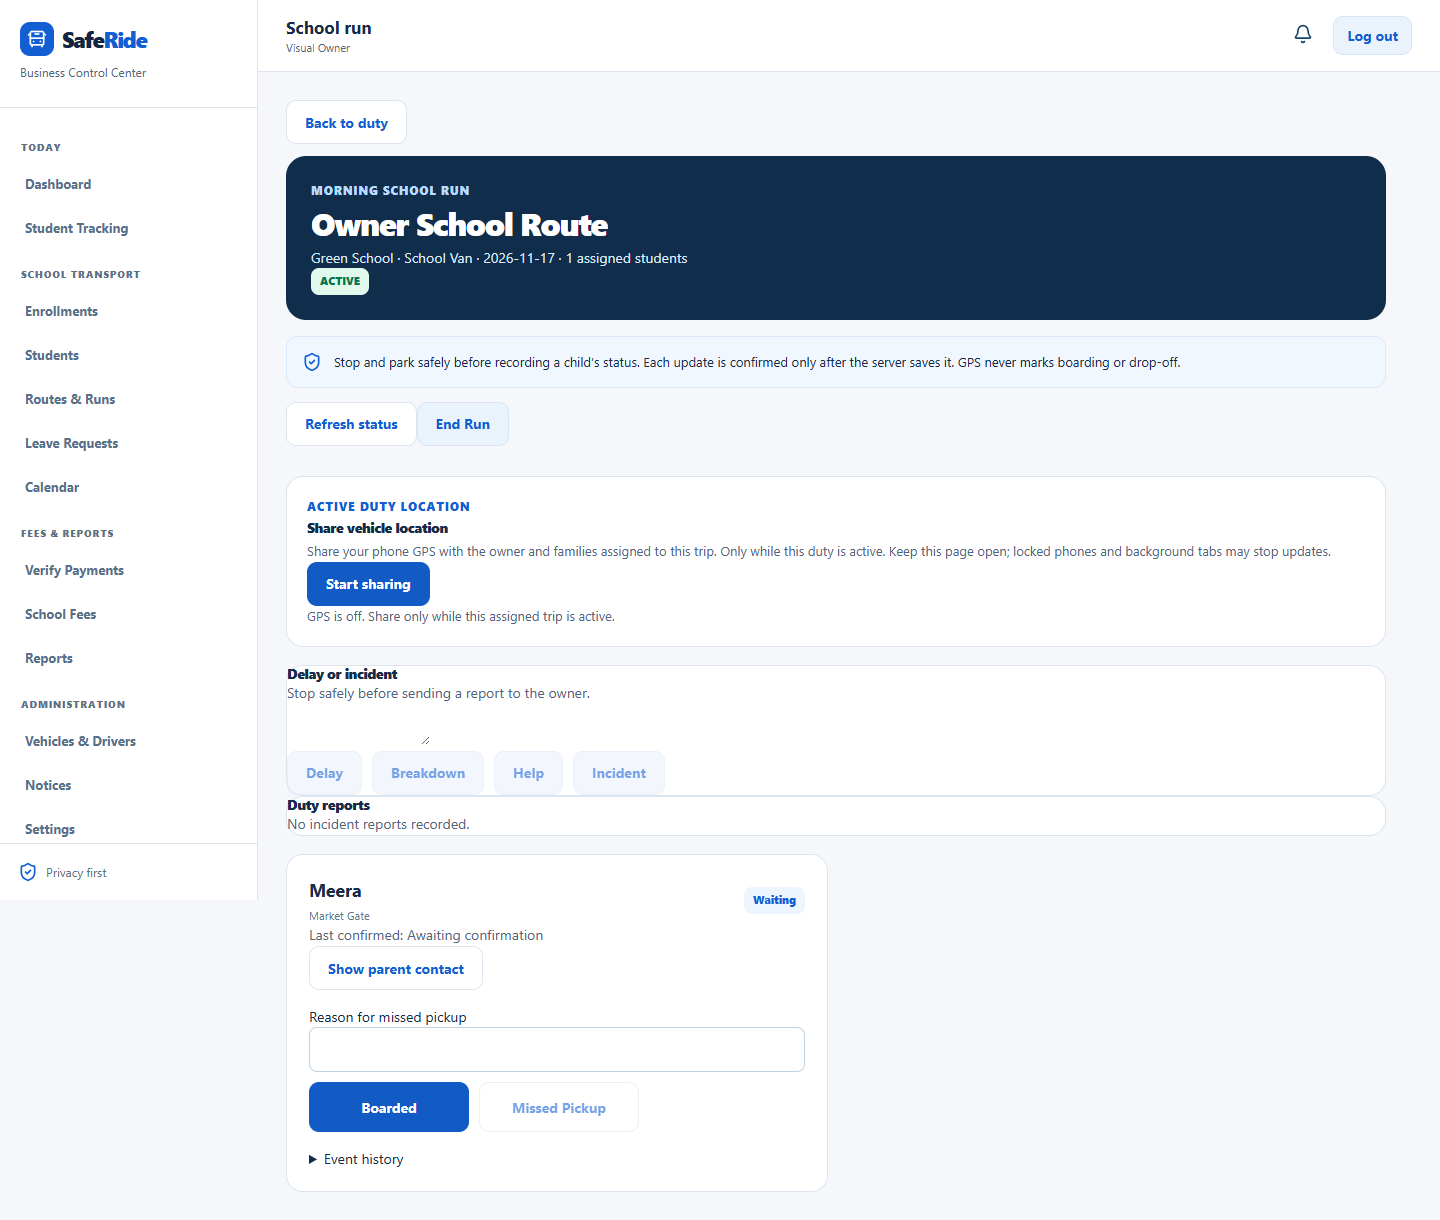 SafeRide
Business Control Center
TODAY
Dashboard
Student Tracking
SCHOOL TRANSPORT
Enrollments
Students
Routes & Runs
Leave Requests
Calendar
FEES & REPORTS
Verify Payments
School Fees
Reports
ADMINISTRATION
Vehicles & Drivers
Notices
Settings
Privacy first
School run
Visual Owner
Log out
Back to duty
MORNING SCHOOL RUN
Owner School Route
Green School · School Van · 2026-11-17 · 1 assigned students
ACTIVE
Stop and park safely before recording a child's status. Each update is confirmed only after the server saves it. GPS never marks boarding or drop-off.
Refresh status
End Run
ACTIVE DUTY LOCATION
Share vehicle location
Share your phone GPS with the owner and families assigned to this trip. Only while this duty is active. Keep this page open; locked phones and background tabs may stop updates.
Start sharing
GPS is off. Share only while this assigned trip is active.
Delay or incident
Stop safely before sending a report to the owner.
Delay
Breakdown
Help
Incident
Duty reports
No incident reports recorded.
Meera
Waiting
Market Gate
Last confirmed: Awaiting confirmation
Show parent contact
Reason for missed pickup
Boarded
Missed Pickup
Event history